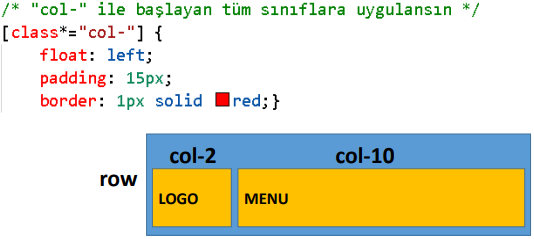 /* "col-" ile başlayan tüm sınıflara uygulansın */
[class*="col-"] {
float: left;
padding: 15px;
border: 1px solid red;}
col-2 col-10
row
LOGO MENU